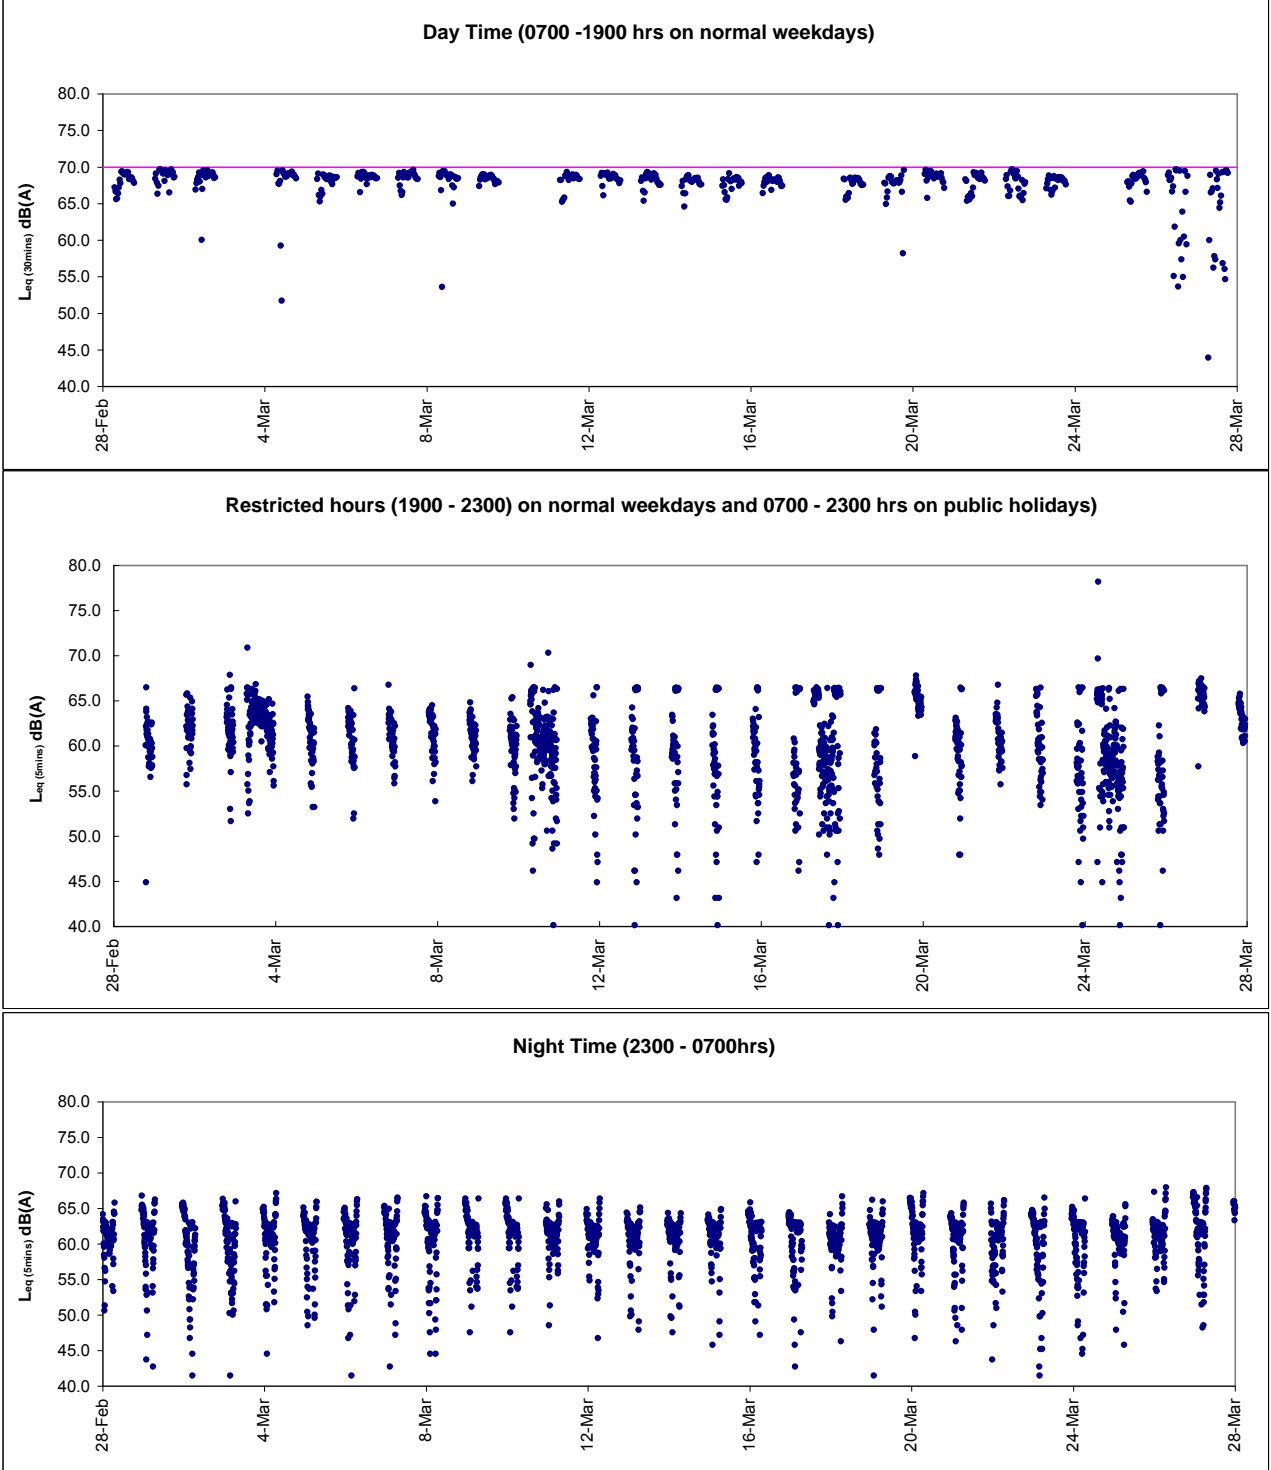 Day Time (0700 -1900 hrs on normal weekdays)
80.0
75.0
70.0
65.0
60.0
55.0
50.0
45.0
40.0
Leq (30mins) dB(A)
28-Feb
4-Mar
8-Mar
12-Mar
16-Mar
20-Mar
24-Mar
28-Mar
Restricted hours (1900 - 2300) on normal weekdays and 0700 - 2300 hrs on public holidays)
80.0
75.0
70.0
65.0
60.0
55.0
50.0
45.0
40.0
Leq (5mins) dB(A)
28-Feb
4-Mar
8-Mar
12-Mar
16-Mar
20-Mar
24-Mar
28-Mar
Night Time (2300 - 0700hrs)
80.0
75.0
70.0
65.0
60.0
55.0
50.0
45.0
40.0
Leq (5mins) dB(A)
28-Feb
4-Mar
8-Mar
12-Mar
16-Mar
20-Mar
24-Mar
28-Mar